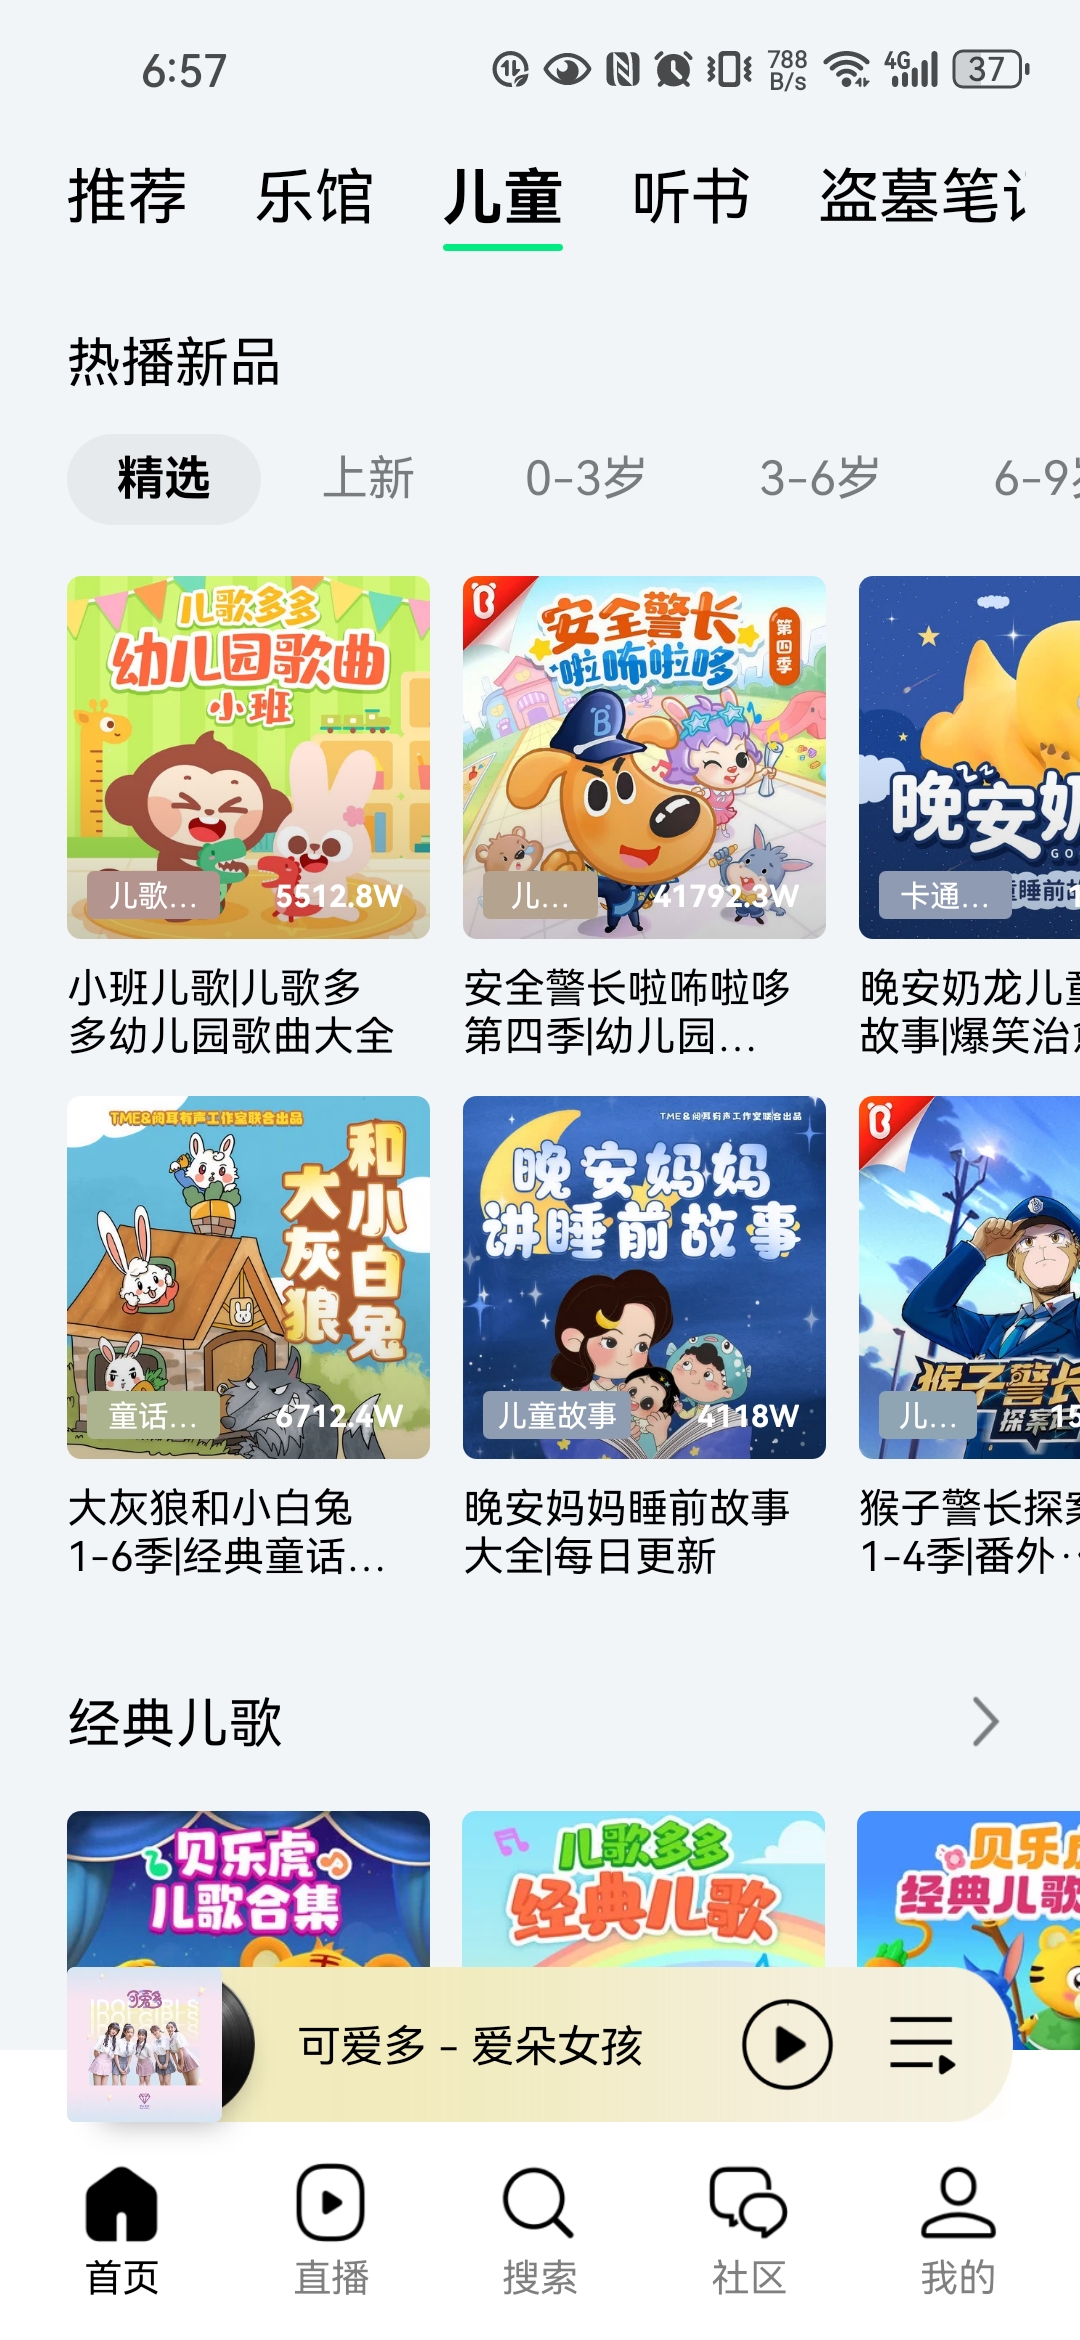 6:57
788
B/s
4G
37
推荐 乐馆 儿童 听书 盗墓笔
热播新品
精选 上新 0-3岁 3-6岁 6-9
儿歌多多
幼儿园歌曲
小班
儿歌... 5512.8W
安全警长
啦咘啦哆
第四季
儿... 41792.3W
晚安奶
GO
睡前故
卡通...
小班儿歌|儿歌多
多幼儿园歌曲大全
安全警长啦咘啦哆
第四季|幼儿园...
晚安奶龙儿童
故事|爆笑治愈
TME&闻耳有声工作室联合出品
大灰狼
和小白兔
童话... 6712.4W
TME&闻耳有声工作室联合出品
晚安妈妈
讲睡前故事
儿童故事 4118W
猴子警长
探案
儿... 15
大灰狼和小白兔
1-6季|经典童话...
晚安妈妈睡前故事
大全|每日更新
猴子警长探案
1-4季|番外
经典儿歌
贝乐虎
儿歌合集
儿歌多多
经典儿歌
贝乐虎
经典儿歌
可爱多
可爱多 - 爱朵女孩
首页 直播 搜索 社区 我的